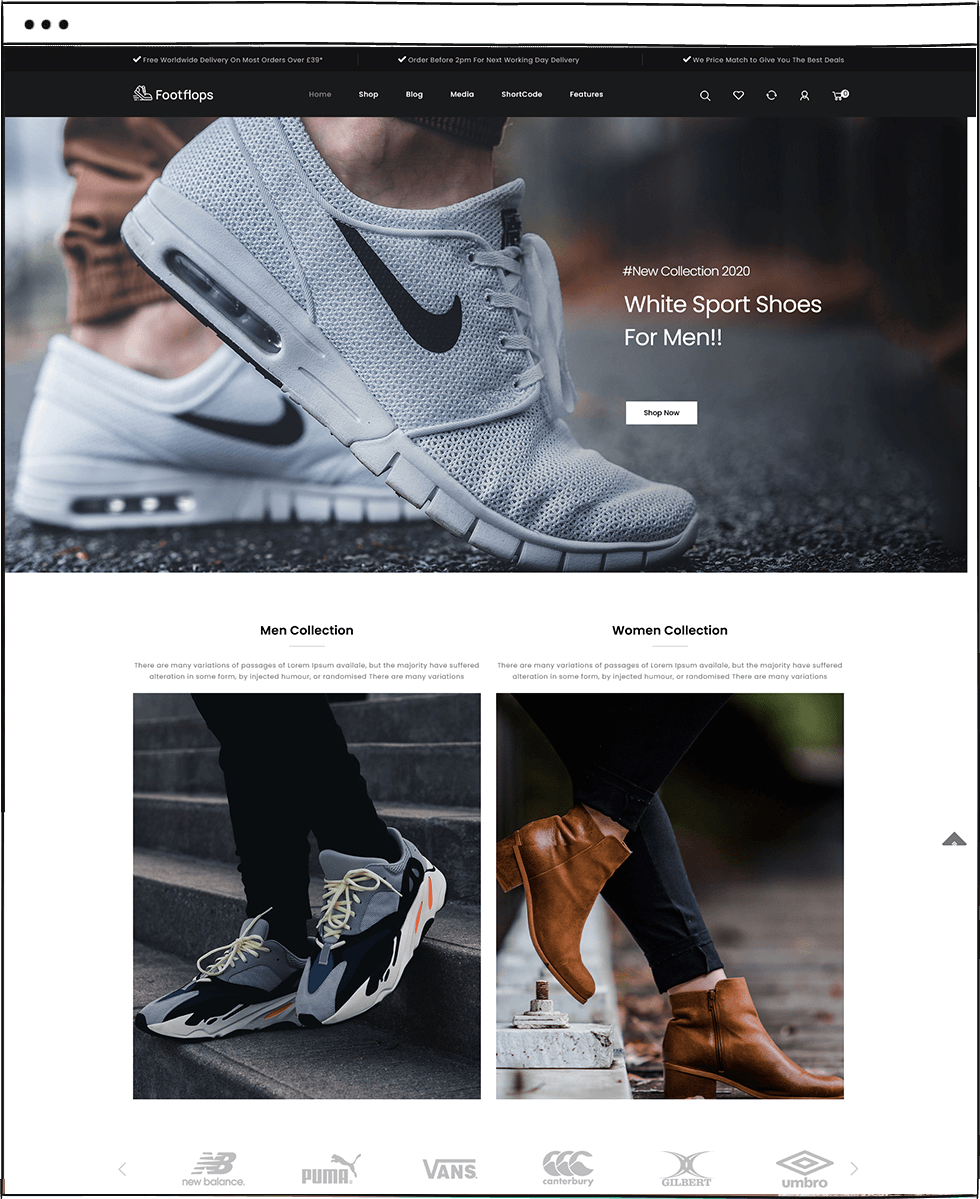 Free Worldwide Delivery On Most Orders Over £39*
Order Before 2pm For Next Working Day Delivery
We Price Match to Give You The Best Deals
Footflops
Home
Shop
Blog
Media
ShortCode
Features
0
#New Collection 2020
White Sport Shoes
For Men!!
Shop Now
Men Collection
There are many variations of passages of Lorem Ipsum availale, but the majority have suffered
alteration in some form, by injected humour, or randomised There are many variations
Women Collection
There are many variations of passages of Lorem Ipsum availale, but the majority have suffered
alteration in some form, by injected humour, or randomised There are many variations
NB
new balance.
PUMA
VANS
canterbury
GILBERT
umbro